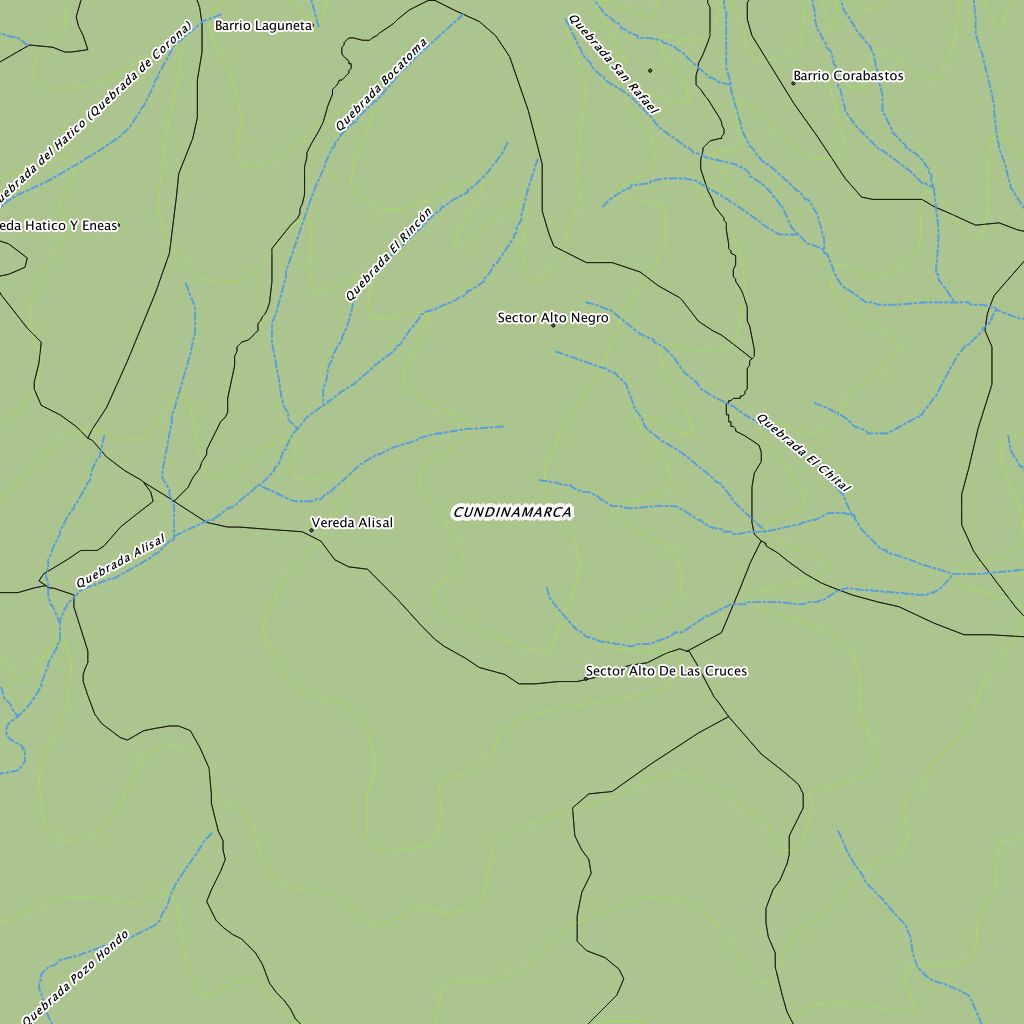 Barrio Laguneta
Quebrada San Rafael
Quebrada Bocatoma
Barrio Corabastos
uebrada del Hatico (Quebrada de Corona)
eda Hatico Y Eneas
Quebrada El Rincón
Sector Alto Negro
Quebrada El Chital
CUNDINAMARCA
Vereda Alisal
Quebrada Alisal
Sector Alto De Las Cruces
Quebrada Pozo Hondo